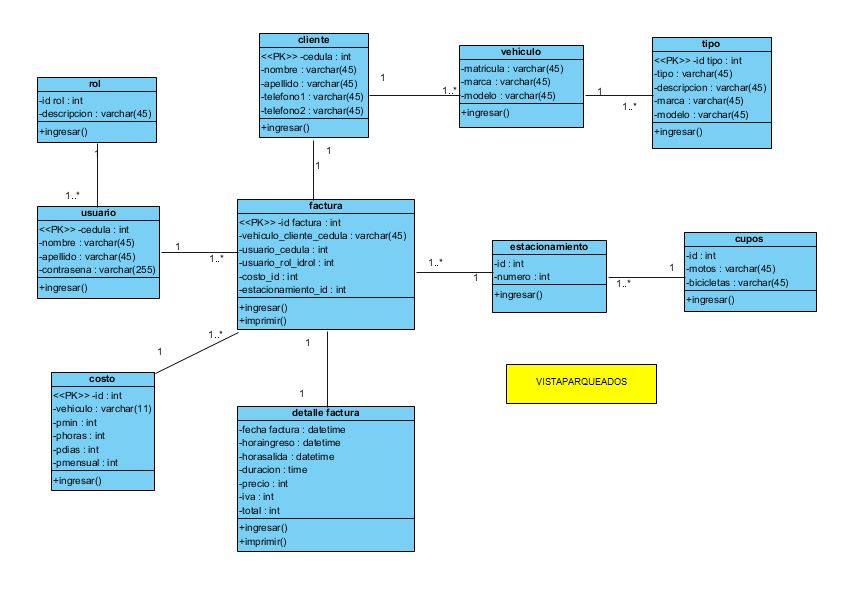 cliente
<<PK>> -cedula : int
-nombre : varchar(45)
-apellido : varchar(45)
-telefono1 : varchar(45)
-telefono2 : varchar(45)
+ingresar()
1
1..*
vehiculo
-matricula : varchar(45)
-marca : varchar(45)
-modelo : varchar(45)
+ingresar()
1
1..*
tipo
<<PK>> -id tipo : int
-tipo : varchar(45)
-descripcion : varchar(45)
-marca : varchar(45)
-modelo : varchar(45)
+ingresar()
rol
-id rol : int
-descripcion : varchar(45)
+ingresar()
1
1..*
1
1
usuario
<<PK>> -cedula : int
-nombre : varchar(45)
-apellido : varchar(45)
-contrasena : varchar(255)
+ingresar()
1
1..*
factura
<<PK>> -id factura : int
-vehiculo_cliente_cedula : varchar(45)
-usuario_cedula : int
-usuario_rol_idrol : int
-costo_id : int
-estacionamiento_id : int
+ingresar()
+imprimir()
1..*
1
estacionamiento
-id : int
-numero : int
+ingresar()
1..*
1
cupos
-id : int
-motos : varchar(45)
-bicicletas : varchar(45)
+ingresar()
1..*
1
1
1
costo
<<PK>> -id : int
-vehiculo : varchar(11)
-pmin : int
-phoras : int
-pdias : int
-pmensual : int
+ingresar()
detalle factura
-fecha factura : datetime
-horaingreso : datetime
-horasalida : datetime
-duracion : time
-precio : int
-iva : int
-total : int
+ingresar()
+imprimir()
VISTAPARQUEADOS